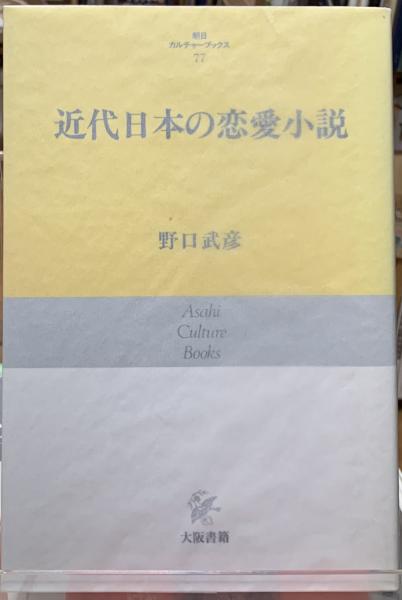 朝日
カルチャーブックス
77
近代日本の恋愛小説
野口武彦
Asahi
Culture
Books
大阪書籍